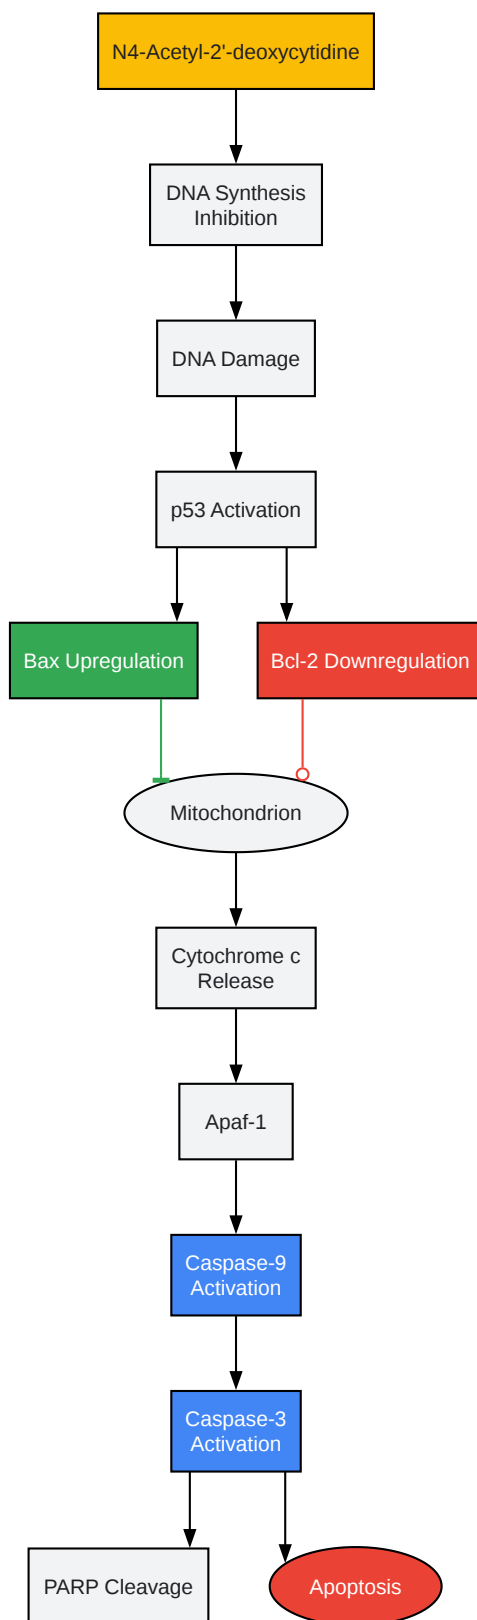 N4-Acetyl-2'-deoxycytidine
DNA Synthesis
Inhibition
DNA Damage
p53 Activation
Bax Upregulation
Bcl-2 Downregulation
Mitochondrion
Cytochrome c
Release
Apaf-1
Caspase-9
Activation
Caspase-3
Activation
PARP Cleavage
Apoptosis